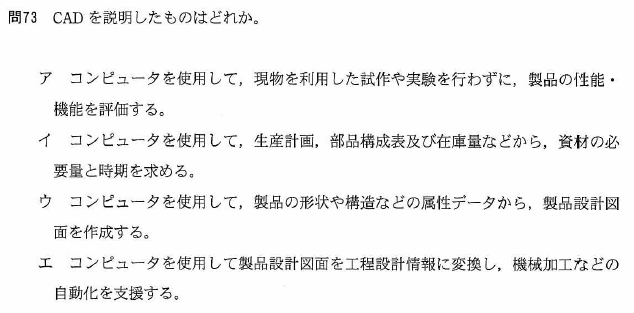 問73 CADを説明したものはどれか。
ア コンピュータを使用して，現物を利用した試作や実験を行わずに，製品の性能・
機能を評価する。
イ コンピュータを使用して，生産計画，部品構成表及び在庫量などから，資材の必
要量と時期を求める。
ウ コンピュータを使用して，製品の形状や構造などの属性データから，製品設計図
面を作成する。
エ コンピュータを使用して製品設計図面を工程設計情報に変換し，機械加工などの
自動化を支援する。